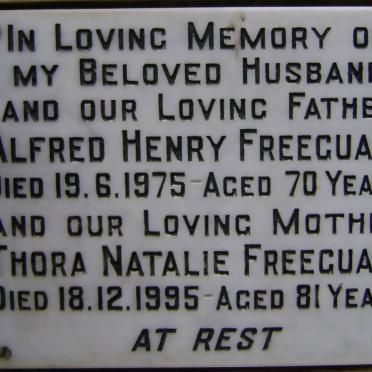 IN LOVING MEMORY O
MY BELOVED HUSBAN
AND OUR LOVING FATHE
ALFRED HENRY FREEGUA
DIED 19.6.1975-AGED 70 YEA
AND OUR LOVING MOTHE
THORA NATALIE FREEGUA
DIED 18.12.1995-AGED 81 YEA
AT REST